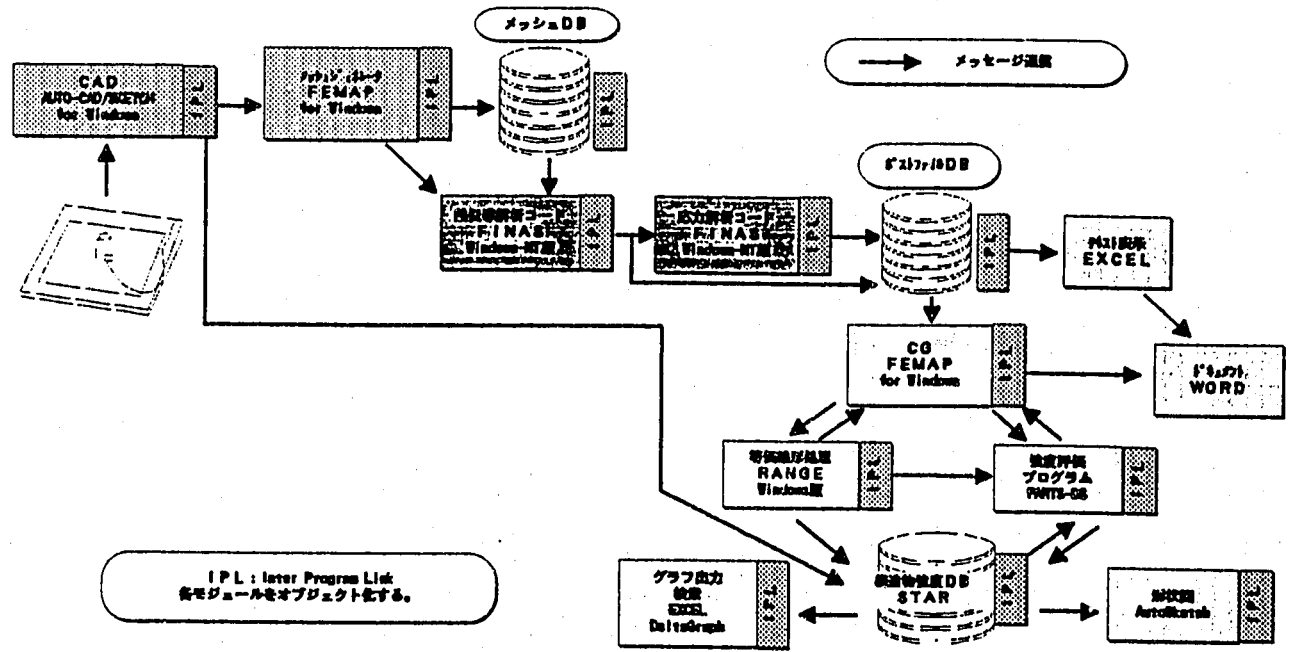 メッシュDB
メッセージ通信
CAD
AUTO-CAD/SKETCH
for Windows
IPL
メッシュジェネレータ
FEMAP
for Windows
IPL
IPL
ポストファイルDB
熱伝導解析コード
FINAS
Windows-NT版
IPL
応力解析コード
FINAS
Windows-NT版
IPL
IPL
テキスト表示
EXCEL
CG
FEMAP
for Windows
IPL
ドキュメント
WORD
RANGE
Windows版
IPL
強度評価
プログラム
PARTS-CS
IPL
IPL : Inter Program Link
各モジュールをオブジェクト化する。
グラフ出力
検索
EXCEL
DeltaGraph
IPL
構造物強度DB
STAR
IPL
形状図
AutoSketch
IPL